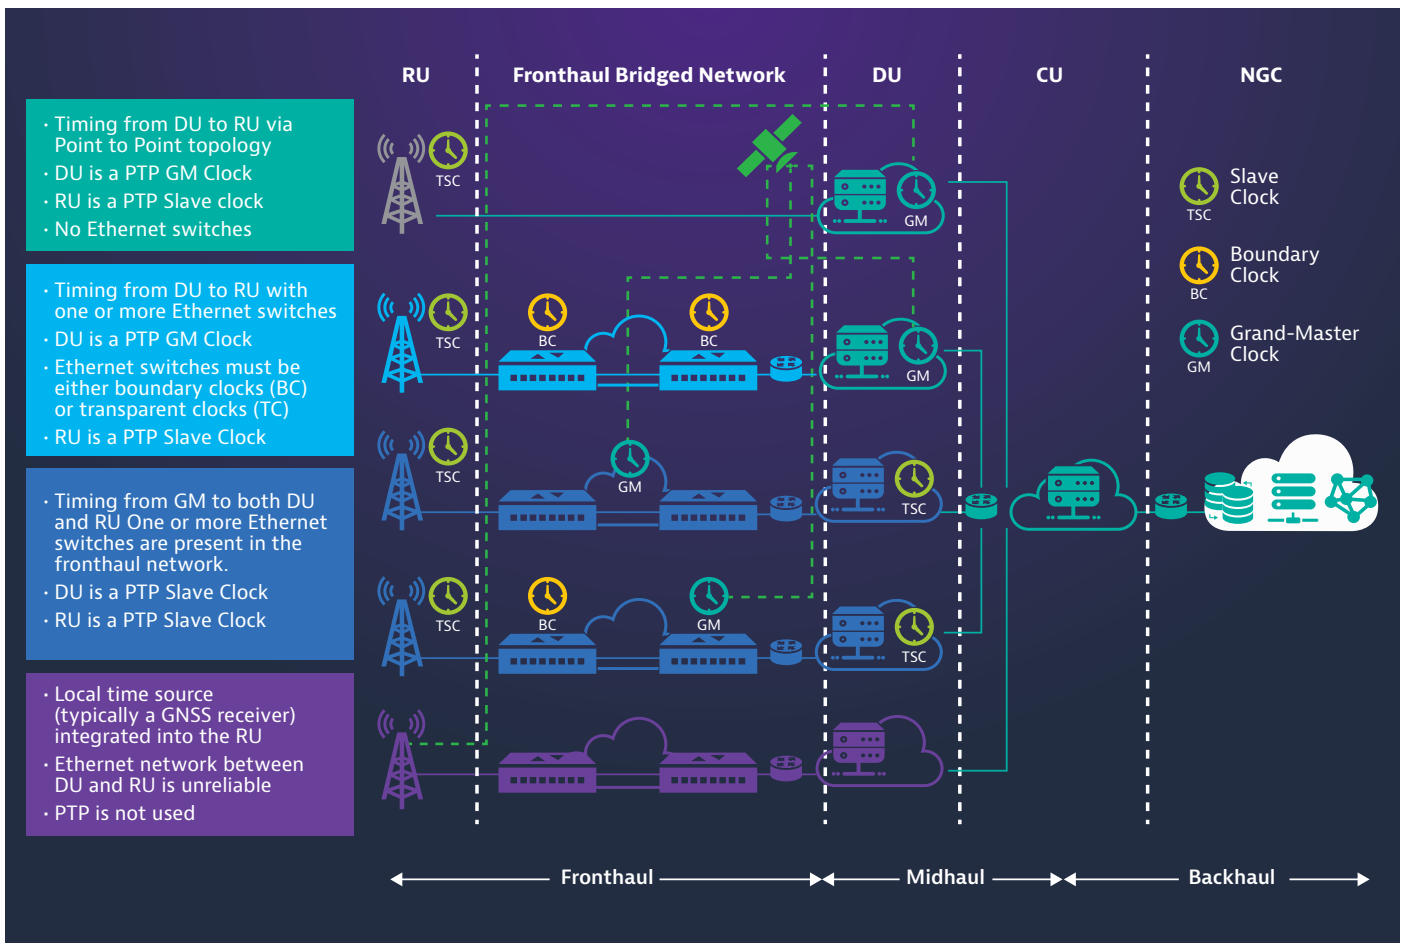 RU
Fronthaul Bridged Network
DU
CU
NGC
· Timing from DU to RU via
Point to Point topology
· DU is a PTP GM Clock
· RU is a PTP Slave clock
· No Ethernet switches
TSC
GM
Slave
Clock
TSC
Boundary
Clock
BC
Grand-Master
Clock
GM
· Timing from DU to RU with
one or more Ethernet switches
· DU is a PTP GM Clock
· Ethernet switches must be
either boundary clocks (BC)
or transparent clocks (TC)
· RU is a PTP Slave Clock
TSC
BC
BC
GM
· Timing from GM to both DU
and RU One or more Ethernet
switches are present in the
fronthaul network.
· DU is a PTP Slave Clock
· RU is a PTP Slave Clock
TSC
GM
TSC
TSC
BC
GM
TSC
· Local time source
(typically a GNSS receiver)
integrated into the RU
· Ethernet network between
DU and RU is unreliable
· PTP is not used
Fronthaul
Midhaul
Backhaul